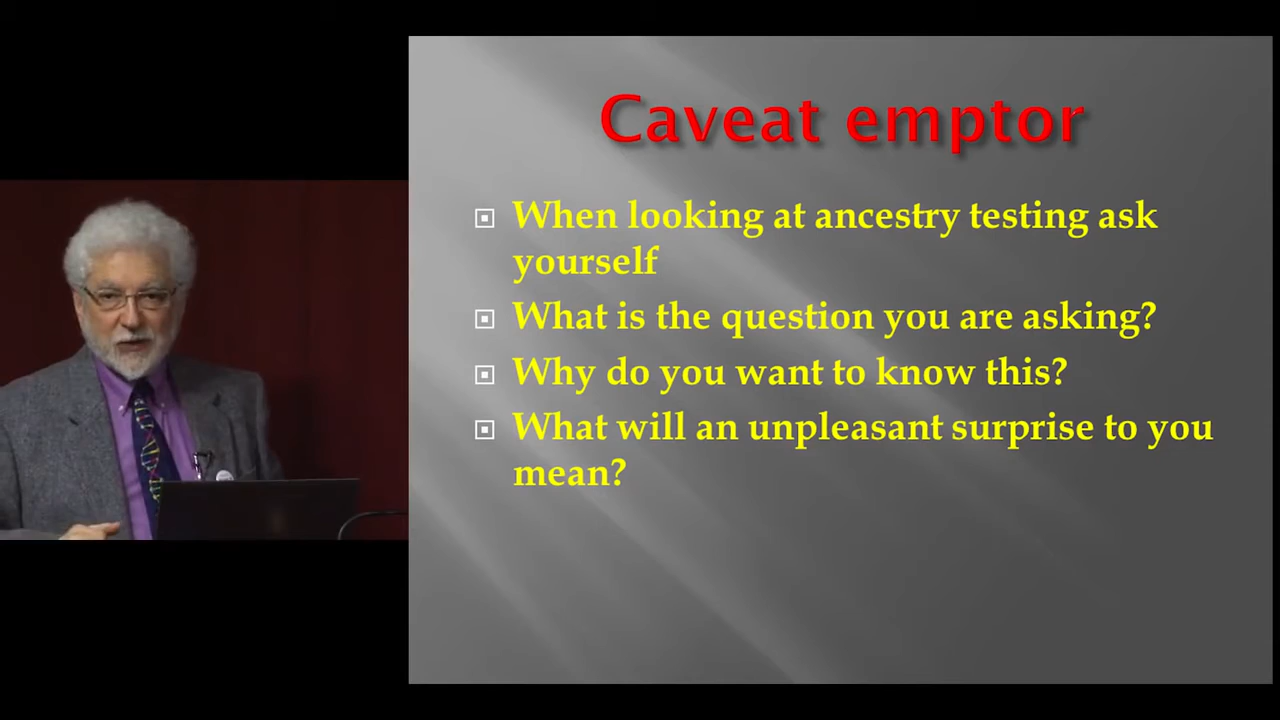 Caveat emptor
When looking at ancestry testing ask
yourself
What is the question you are asking?
Why do you want to know this?
What will an unpleasant surprise to you
mean?